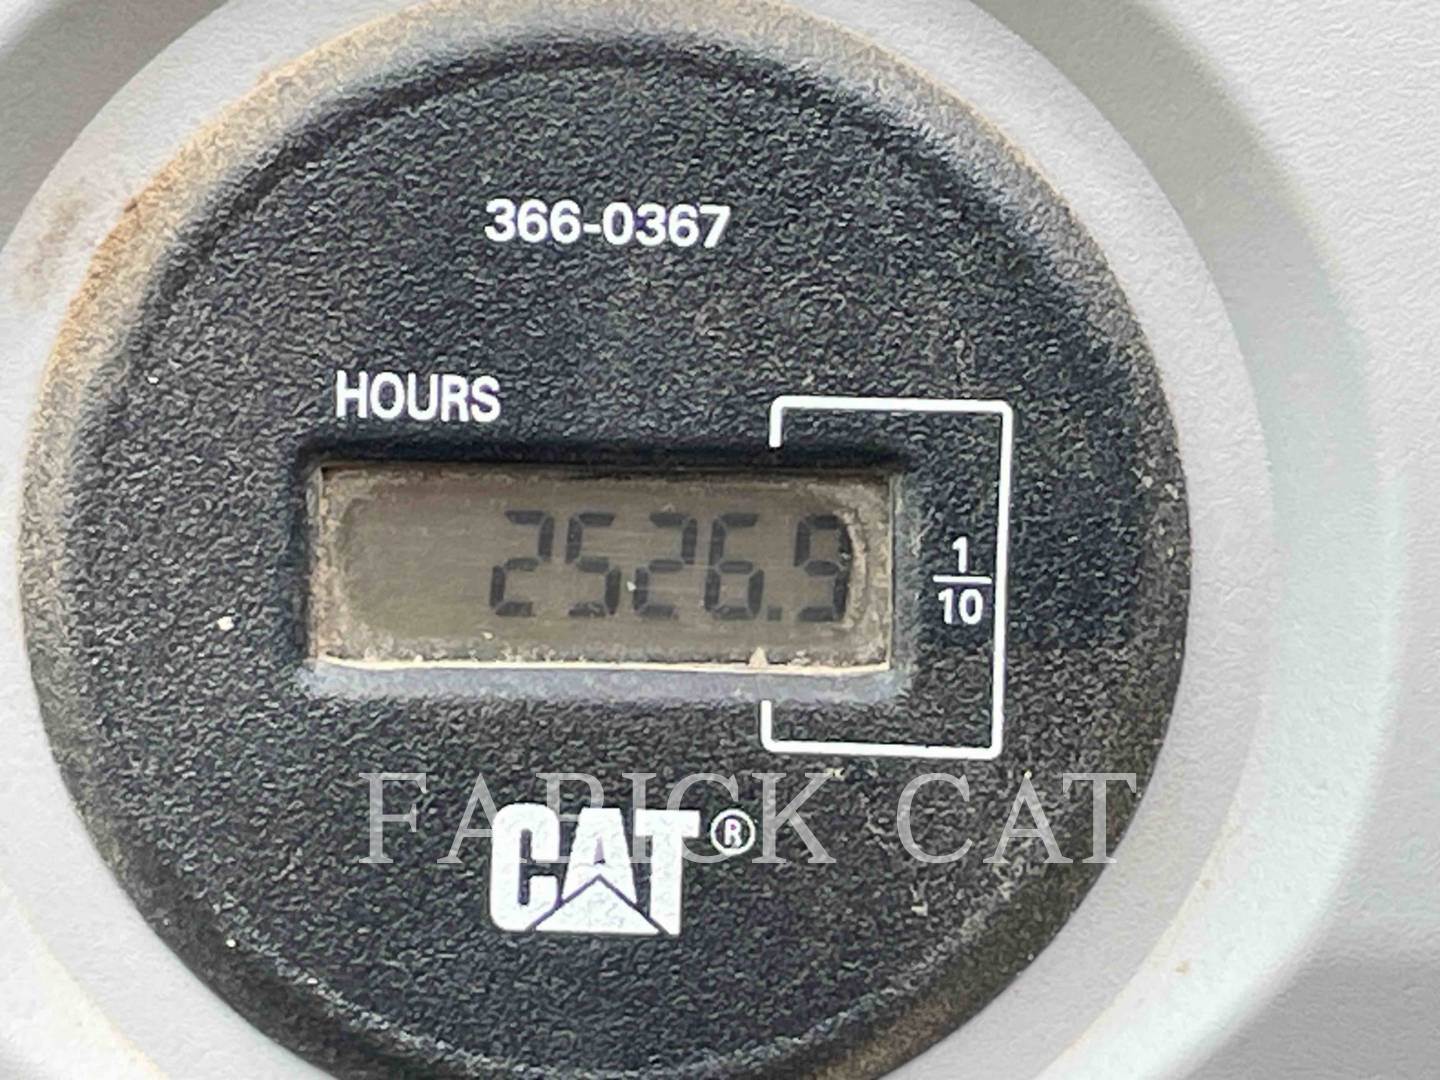 366-0367
HOURS
2526.9
1/10
FABICK CAT
CAT®